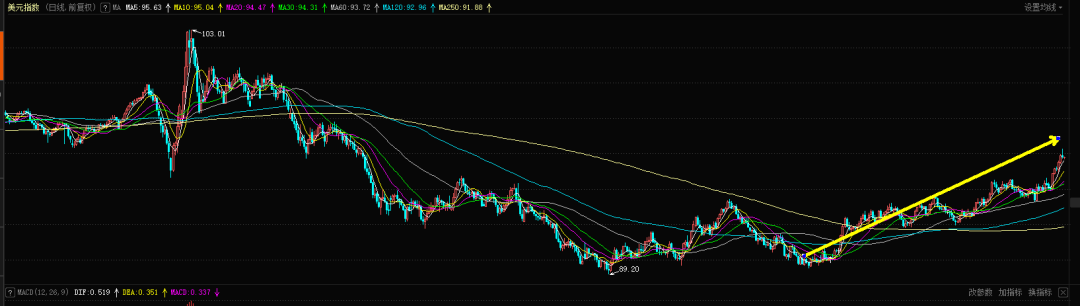 美元指数 (日线, 前复权) ? MA MA5:95.63 ↑ MA10:95.04 ↑ MA20:94.47 ↑ MA30:94.31 ↑ MA60:93.72 ↑ MA120:92.96 ↑ MA250:91.88 ↑ 设置均线
103.01
89.20
? MACD(12,26,9) DIF:0.519 ↑ DEA:0.351 ↑ MACD:0.337 ↓ 改参数 加指标 换指标 X